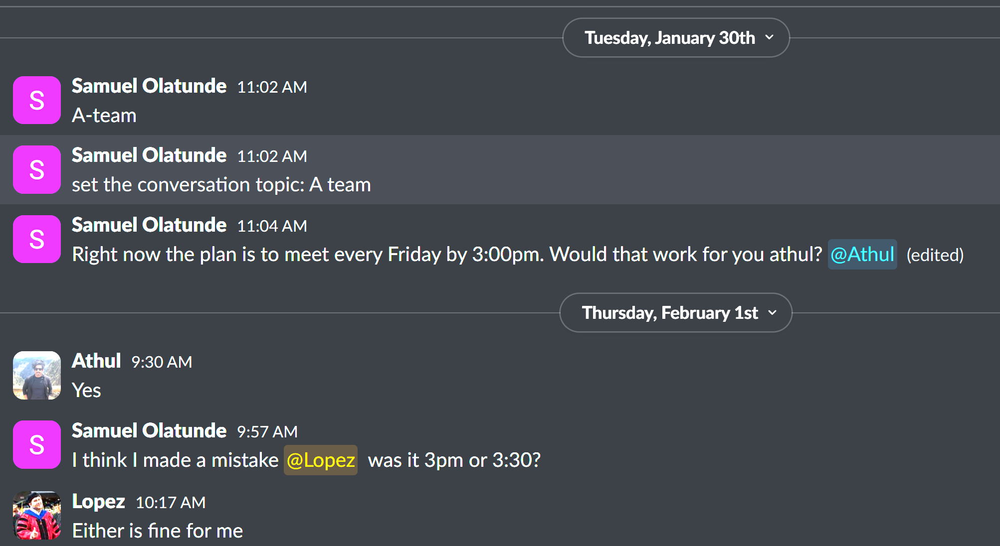 Tuesday, January 30th
S
Samuel Olatunde 11:02 AM
A-team
S
Samuel Olatunde 11:02 AM
set the conversation topic: A team
S
Samuel Olatunde 11:04 AM
Right now the plan is to meet every Friday by 3:00pm. Would that work for you athul? @Athul (edited)
Thursday, February 1st
Athul 9:30 AM
Yes
S
Samuel Olatunde 9:57 AM
I think I made a mistake @Lopez was it 3pm or 3:30?
Lopez 10:17 AM
Either is fine for me